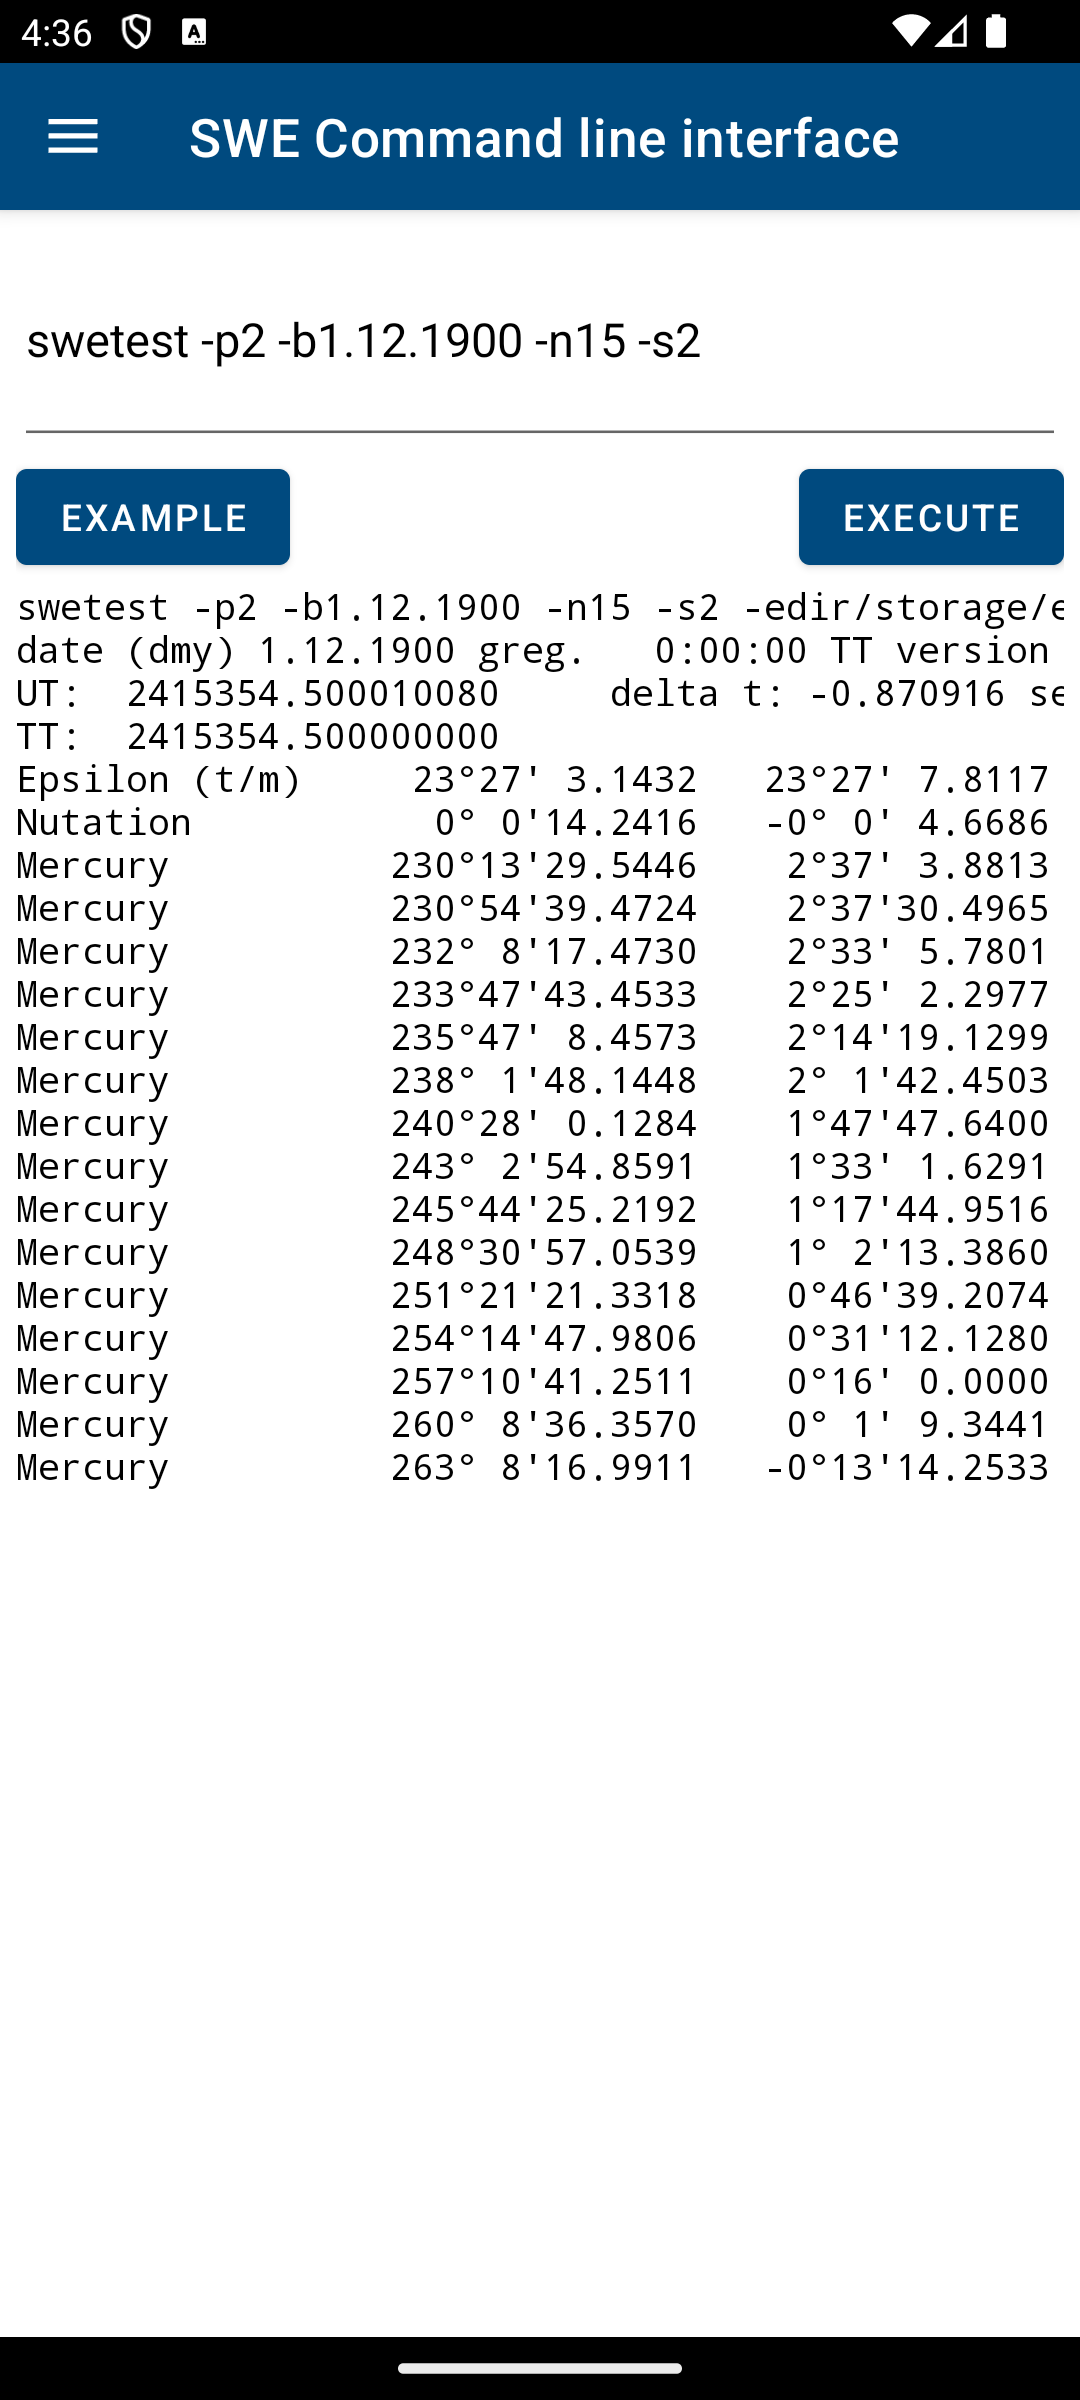 4:36
SWE Command line interface
swetest -p2 -b1.12.1900 -n15 -s2
EXAMPLE EXECUTE
swetest -p2 -b1.12.1900 -n15 -s2 -edir/storage/e
date (dmy) 1.12.1900 greg.   0:00:00 TT version
UT:  2415354.500010080     delta t: -0.870916 se
TT:  2415354.500000000
Epsilon (t/m)     23°27' 3.1432   23°27' 7.8117
Nutation           0° 0'14.2416   -0° 0' 4.6686
Mercury          230°13'29.5446    2°37' 3.8813
Mercury          230°54'39.4724    2°37'30.4965
Mercury          232° 8'17.4730    2°33' 5.7801
Mercury          233°47'43.4533    2°25' 2.2977
Mercury          235°47' 8.4573    2°14'19.1299
Mercury          238° 1'48.1448    2° 1'42.4503
Mercury          240°28' 0.1284    1°47'47.6400
Mercury          243° 2'54.8591    1°33' 1.6291
Mercury          245°44'25.2192    1°17'44.9516
Mercury          248°30'57.0539    1° 2'13.3860
Mercury          251°21'21.3318    0°46'39.2074
Mercury          254°14'47.9806    0°31'12.1280
Mercury          257°10'41.2511    0°16' 0.0000
Mercury          260° 8'36.3570    0° 1' 9.3441
Mercury          263° 8'16.9911   -0°13'14.2533